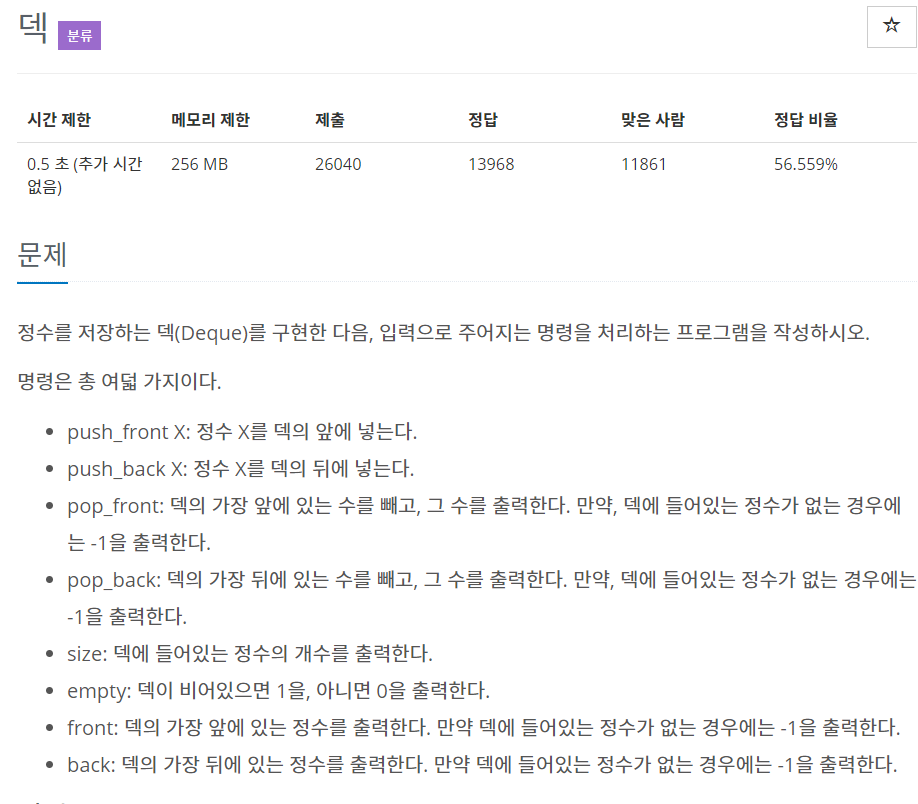 덱 분류
시간 제한 메모리 제한 제출 정답 맞은 사람 정답 비율
0.5 초 (추가 시간 256 MB 26040 13968 11861 56.559%
없음)
문제
정수를 저장하는 덱(Deque)를 구현한 다음, 입력으로 주어지는 명령을 처리하는 프로그램을 작성하시오.
명령은 총 여덟 가지이다.
push_front X: 정수 X를 덱의 앞에 넣는다.
push_back X: 정수 X를 덱의 뒤에 넣는다.
pop_front: 덱의 가장 앞에 있는 수를 빼고, 그 수를 출력한다. 만약, 덱에 들어있는 정수가 없는 경우에
는 -1을 출력한다.
pop_back: 덱의 가장 뒤에 있는 수를 빼고, 그 수를 출력한다. 만약, 덱에 들어있는 정수가 없는 경우에는
-1을 출력한다.
size: 덱에 들어있는 정수의 개수를 출력한다.
empty: 덱이 비어있으면 1을, 아니면 0을 출력한다.
front: 덱의 가장 앞에 있는 정수를 출력한다. 만약 덱에 들어있는 정수가 없는 경우에는 -1을 출력한다.
back: 덱의 가장 뒤에 있는 정수를 출력한다. 만약 덱에 들어있는 정수가 없는 경우에는 -1을 출력한다.